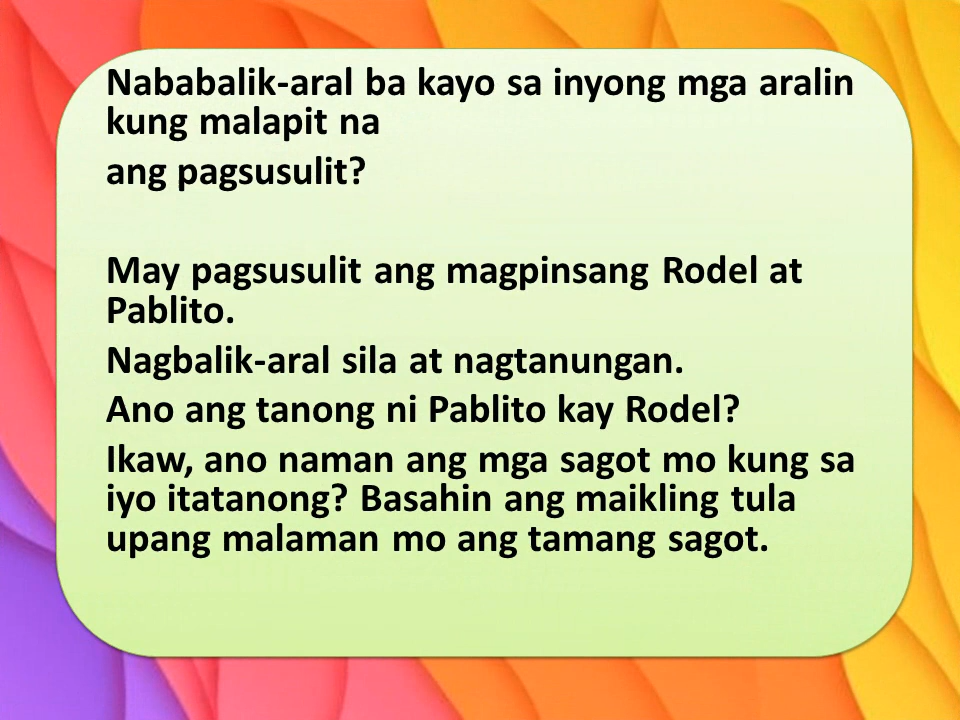 Nababalik-aral ba kayo sa inyong mga aralin
kung malapit na
ang pagsusulit?
May pagsusulit ang magpinsang Rodel at
Pablito.
Nagbalik-aral sila at nagtanungan.
Ano ang tanong ni Pablito kay Rodel?
Ikaw, ano naman ang mga sagot mo kung sa
iyo itatanong? Basahin ang maikling tula
upang malaman mo ang tamang sagot.